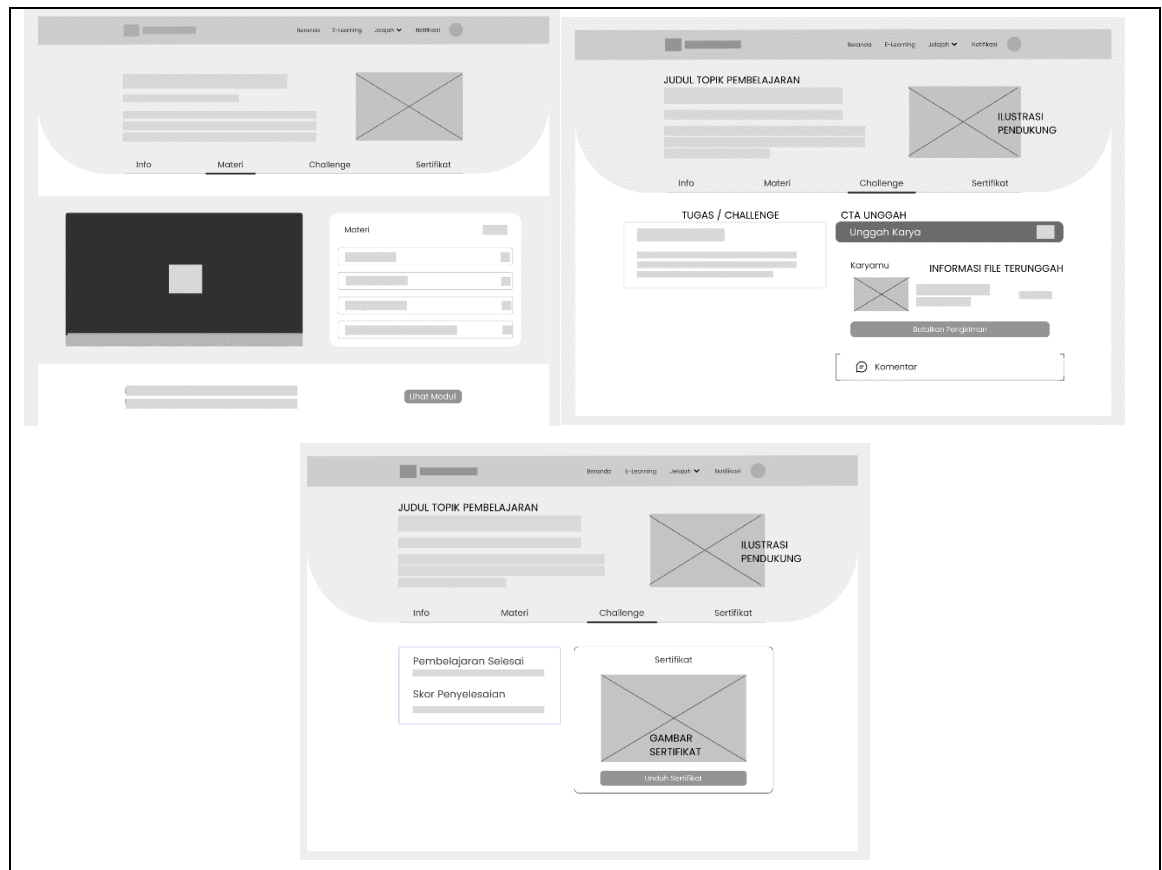 Beranda E-Learning Jelajah Notifikasi
Info Materi Challenge Sertifikat
Materi
Lihat Modul
Beranda E-Learning Jelajah Notifikasi
JUDUL TOPIK PEMBELAJARAN
ILUSTRASI
PENDUKUNG
Info Materi Challenge Sertifikat
TUGAS / CHALLENGE
CTA UNGGAH
Unggah Karya
Karyamu
INFORMASI FILE TERUNGGAH
Batalkan Pengiriman
Komentar
Beranda E-Learning Jelajah Notifikasi
JUDUL TOPIK PEMBELAJARAN
ILUSTRASI
PENDUKUNG
Info Materi Challenge Sertifikat
Pembelajaran Selesai
Skor Penyelesaian
Sertifikat
GAMBAR
SERTIFIKAT
Unduh Sertifikat